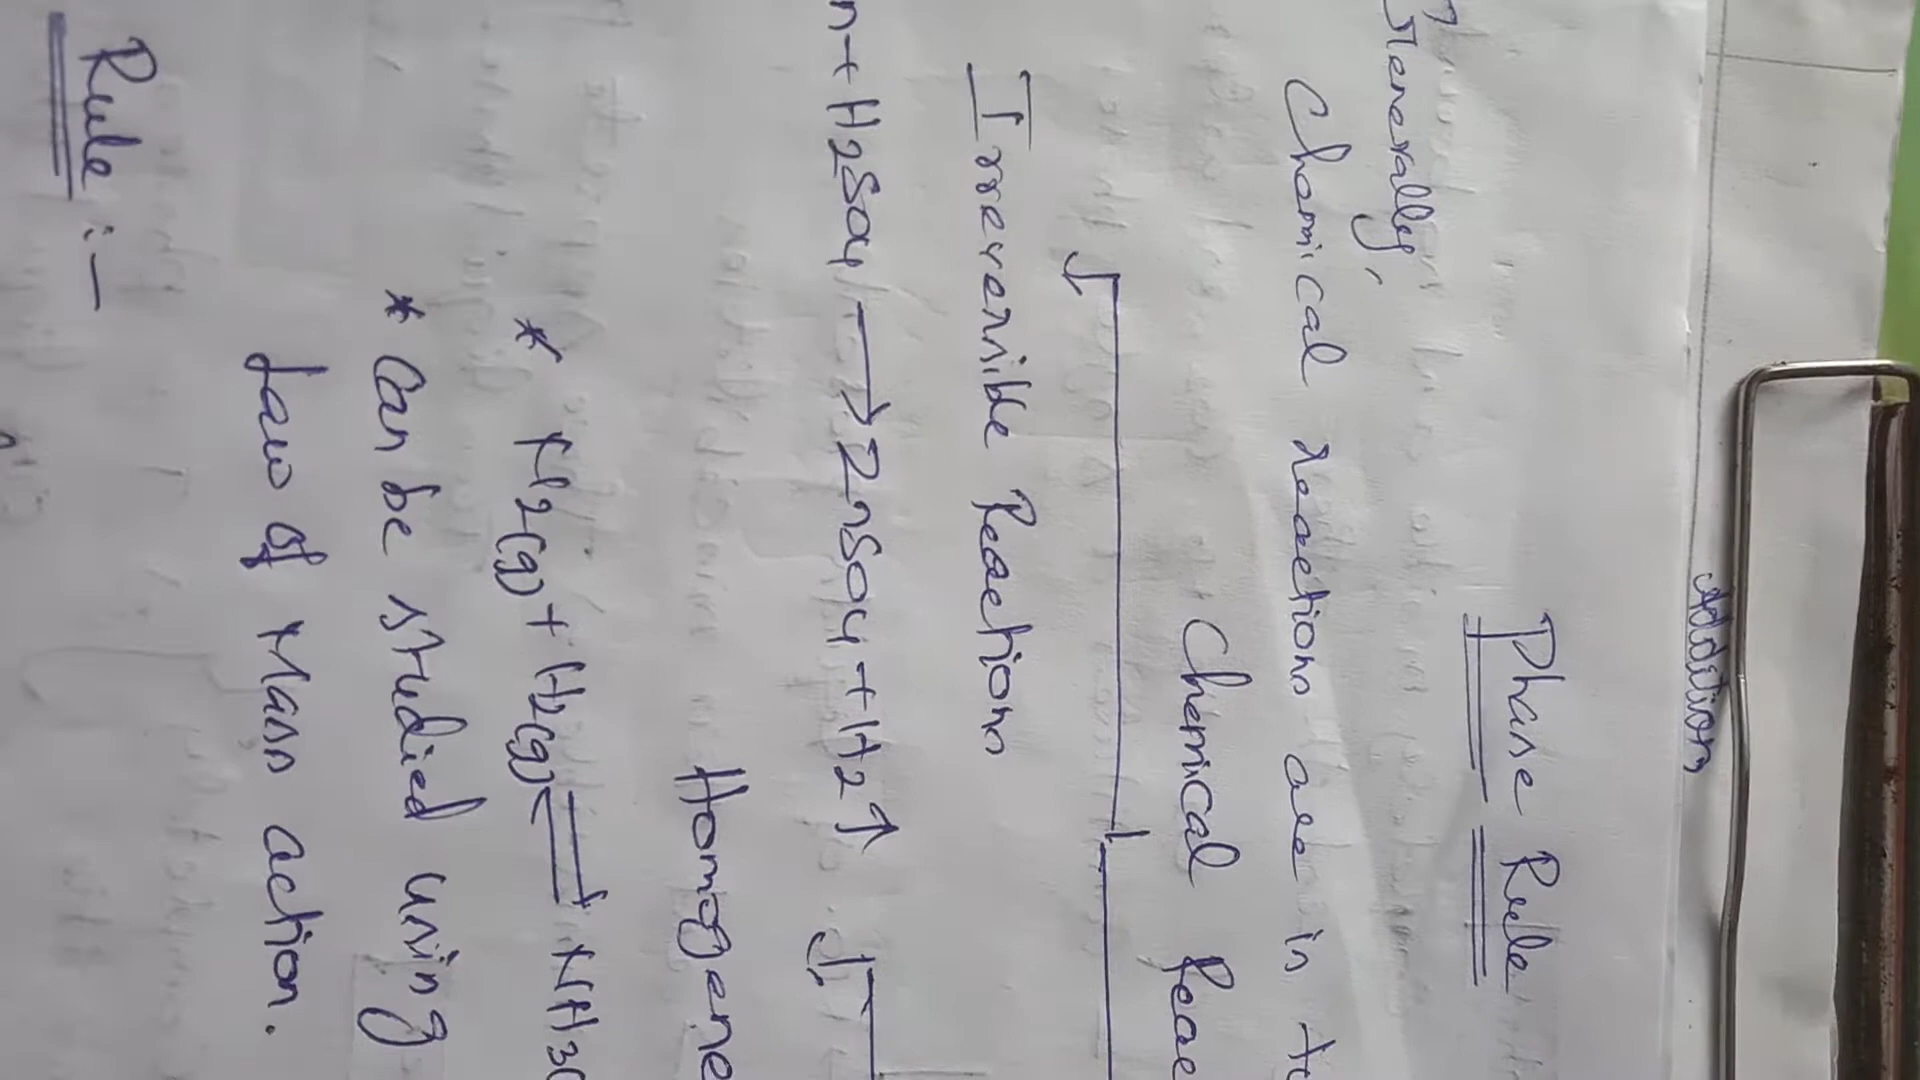 Addition
Phase Rule
Generally,
Chemical reactions are in
Chemical
Irreversible Reactions
n + H2SO4 → ZnSO4 + H2 ↑
Homogene
* N2(g) + H2(g) ⇌ NH3(
* Can be studied using
Law of Mass action.
Rule :-